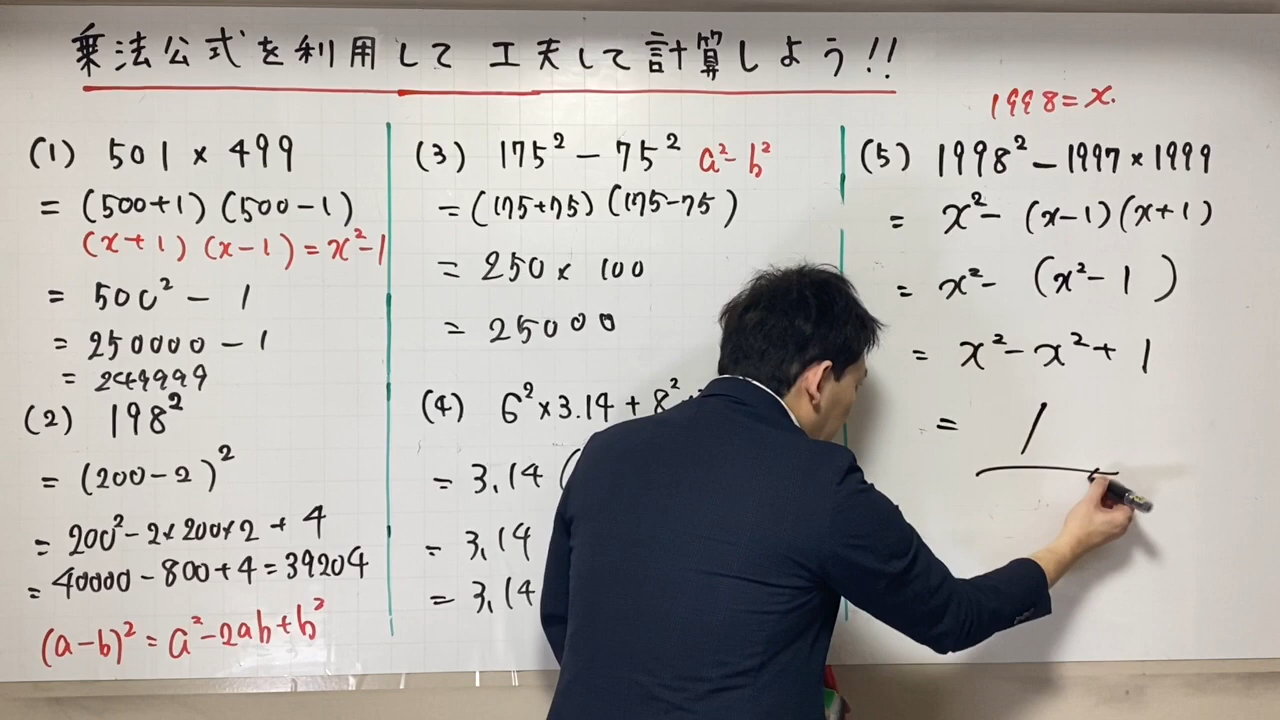 乗法公式を利用して 工夫して計算しよう!!
(1) 501 × 499
= (500+1)(500-1)
(x+1)(x-1)=x²-1
= 500² - 1
= 250000 - 1
= 249999
(2) 198²
= (200-2)²
= 200²-2×200×2 + 4
= 40000-800+4=39204
(a-b)²=a²-2ab+b²
(3) 175² - 75² a²-b²
= (175+75)(175-75)
= 250 × 100
= 25000
(4) 6²×3.14+8²
= 3.14 (
= 3.14
= 3.14
1998=x.
(5) 1998² - 1997×1999
= x² - (x-1)(x+1)
= x² - (x²-1)
= x²-x²+1
= 1